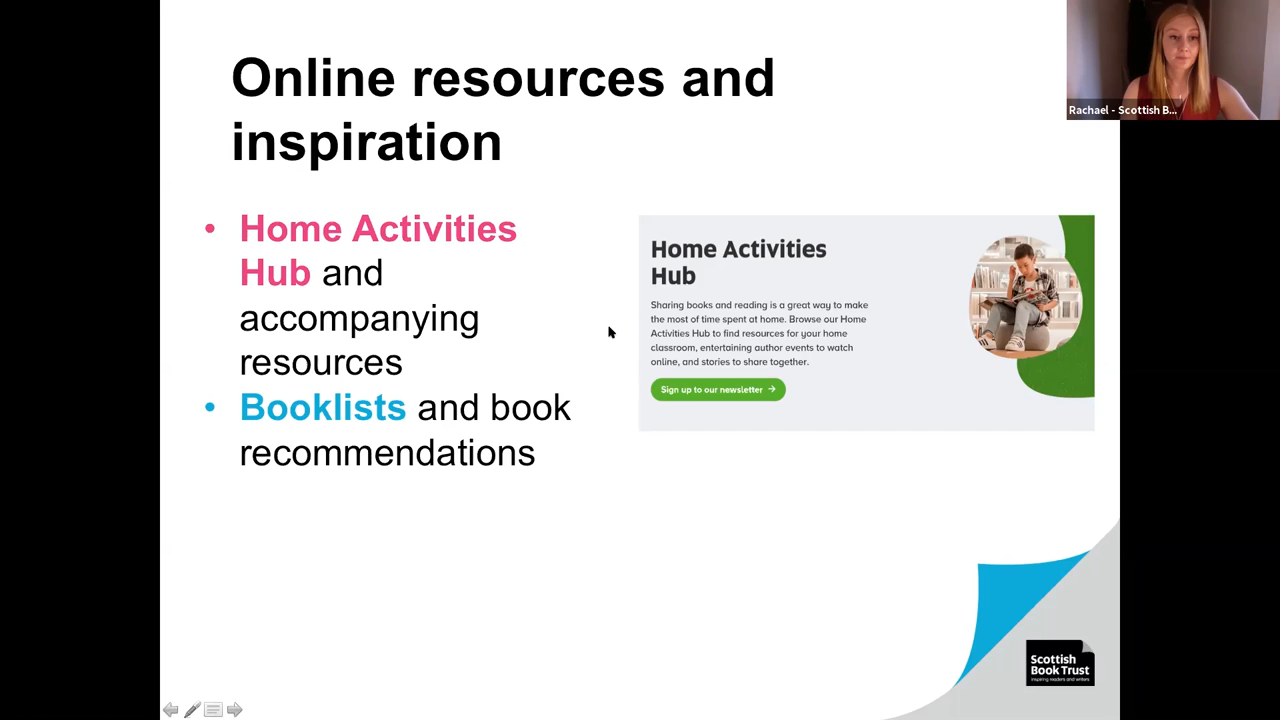 Online resources and
inspiration
Rachael - Scottish B...
• Home Activities
Hub and
accompanying
resources
• Booklists and book
recommendations
Home Activities
Hub
Sharing books and reading is a great way to make
the most of time spent at home. Browse our Home
Activities Hub to find resources for your home
classroom, entertaining author events to watch
online, and stories to share together.
Sign up to our newsletter →
Scottish
Book Trust
inspiring readers and writers